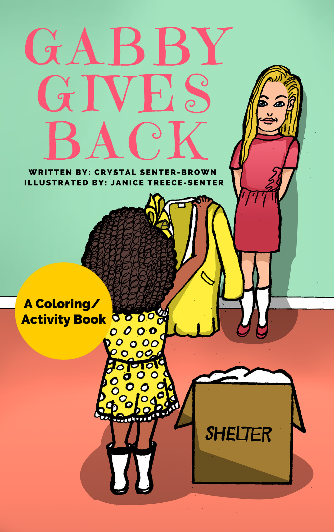 GABBY
GIVES
BACK
WRITTEN BY: CRYSTAL SENTER-BROWN
ILLUSTRATED BY: JANICE TREECE-SENTER
A Coloring/
Activity Book
SHELTER